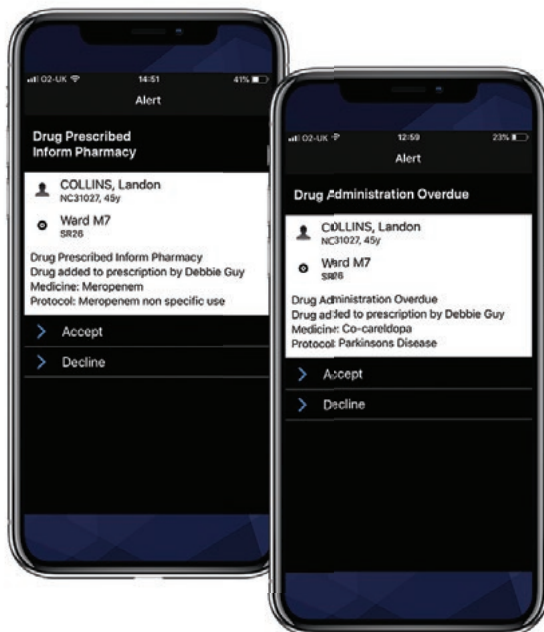 O2-UK 14:51 41%
Alert
Drug Prescribed
Inform Pharmacy
COLLINS, Landon
NC31027, 45y
Ward M7
SR26
Drug Prescribed Inform Pharmacy
Drug added to prescription by Debbie Guy
Medicine: Meropenem
Protocol: Meropenem non specific use
Accept
Decline
O2-UK 12:59 23%
Alert
Drug Administration Overdue
COLLINS, Landon
NC31027, 45y
Ward M7
SR26
Drug Administration Overdue
Drug added to prescription by Debbie Guy
Medicine: Co-careldopa
Protocol: Parkinsons Disease
Accept
Decline